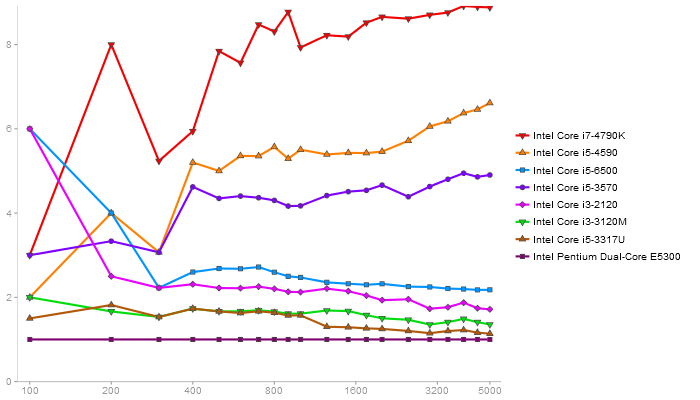 8
6
4
2
0
100
200
400
800
1600
3200
5000
Intel Core i7-4790K
Intel Core i5-4590
Intel Core i5-6500
Intel Core i5-3570
Intel Core i3-2120
Intel Core i3-3120M
Intel Core i5-3317U
Intel Pentium Dual-Core E5300